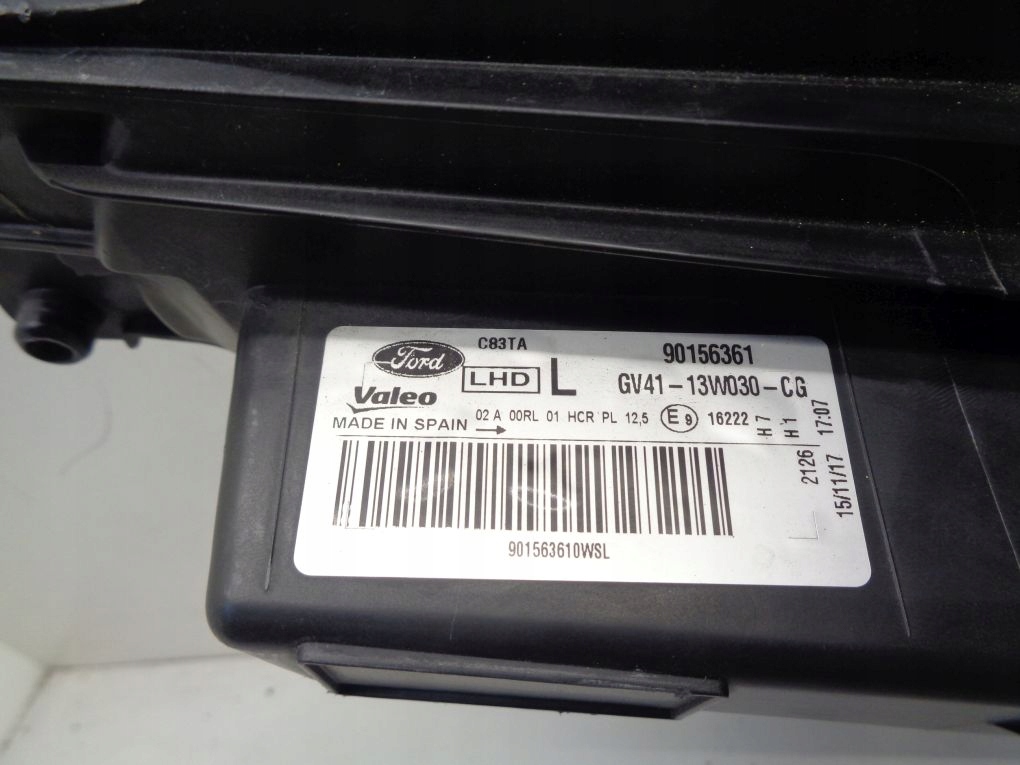 C83TA
90156361
Ford
LHD L
GV41-13W030-CG
Valeo
02 A 00RL 01 HCR PL 12,5 E9 16222
H7
H1
17:07
MADE IN SPAIN
2126
15/11/17
901563610WSL